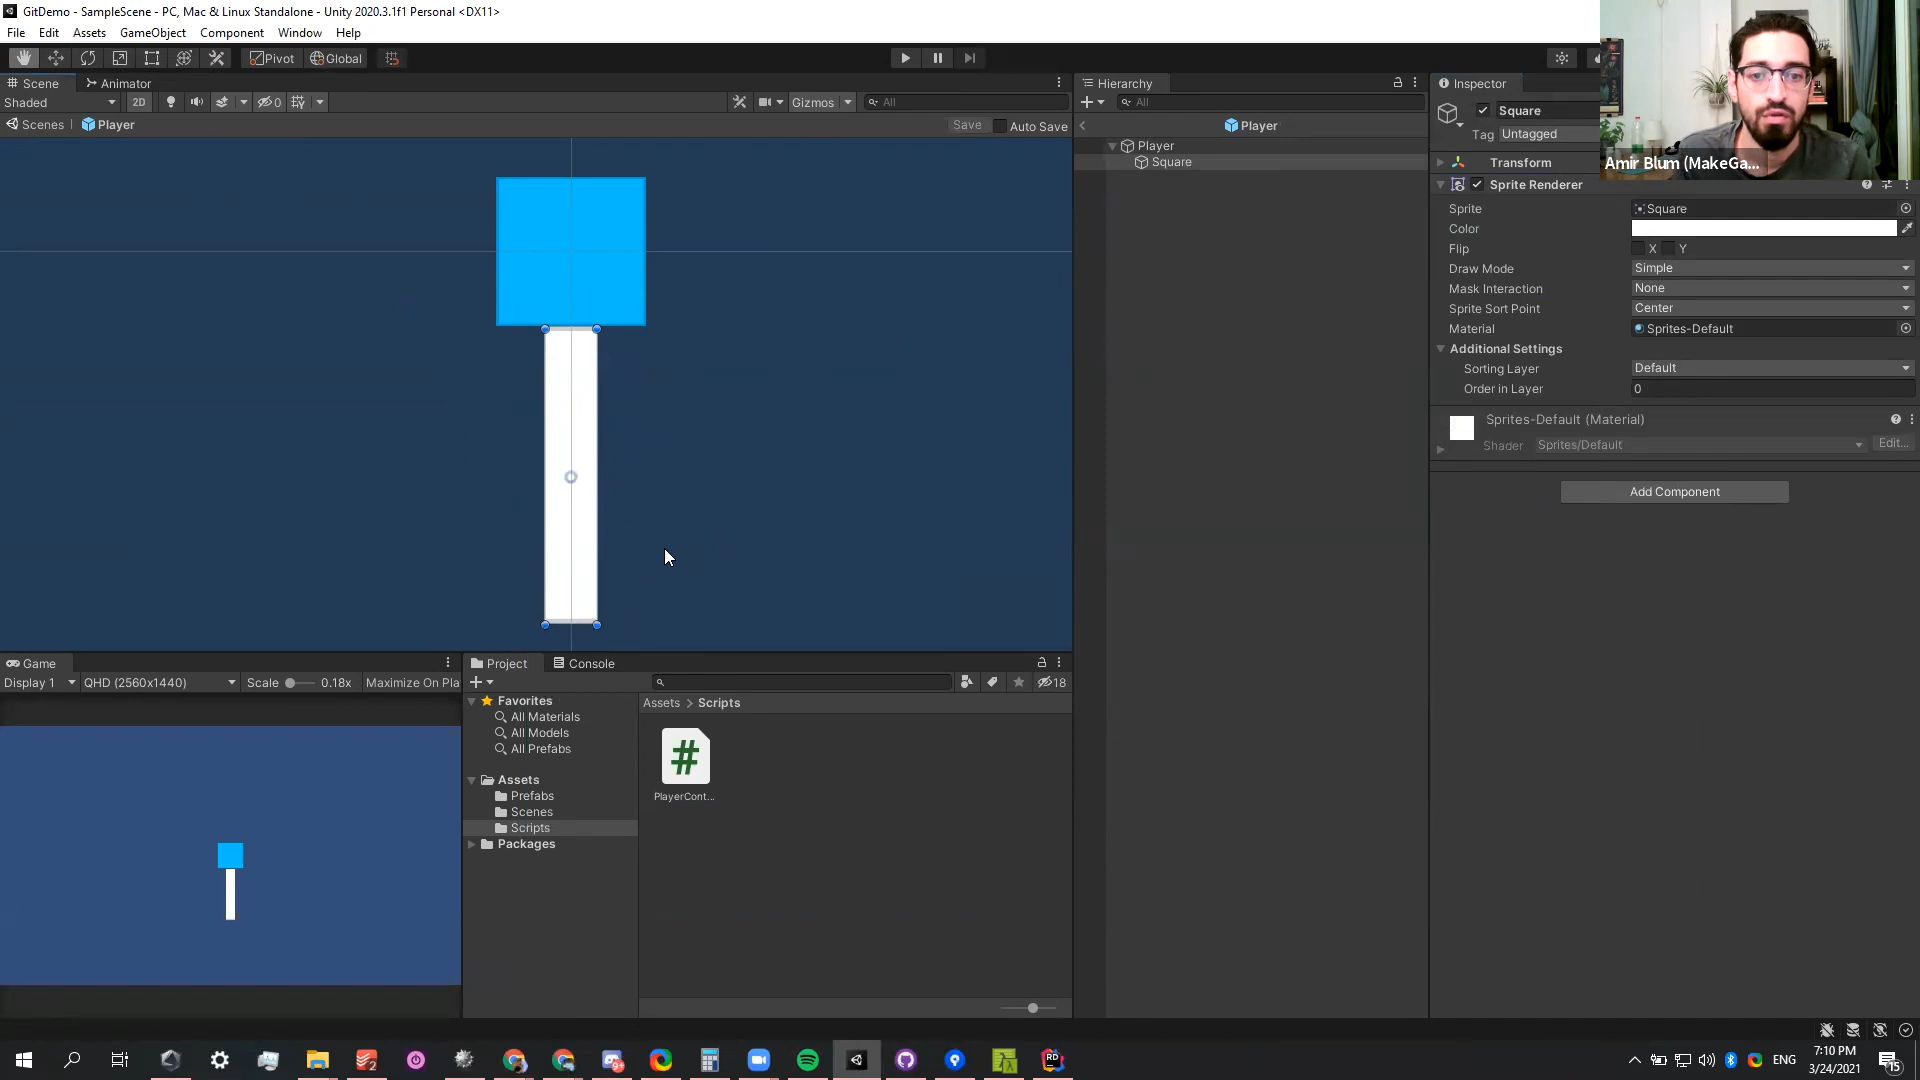 GitDemo - SampleScene - PC, Mac & Linux Standalone - Unity 2020.3.1f1 Personal <DX11>
File Edit Assets GameObject Component Window Help
Pivot Global
Scene Animator
Shaded 2D 0 Gizmos All
Scenes Player Save Auto Save
Hierarchy
All
Player
Player
Square
Inspector
Square
Tag Untagged
Transform
Amir Blum (MakeGa...
Sprite Renderer
Sprite Square
Color
Flip X Y
Draw Mode Simple
Mask Interaction None
Sprite Sort Point Center
Material Sprites-Default
Additional Settings
Sorting Layer Default
Order in Layer 0
Sprites-Default (Material)
Shader Sprites/Default Edit...
Add Component
Game
Display 1 QHD (2560x1440) Scale 0.18x Maximize On Pla
Project Console
18
Favorites
All Materials
All Models
All Prefabs
Assets
Prefabs
Scenes
Scripts
Packages
Assets > Scripts
#
PlayerCont...
2
9+
RD
ENG
7:10 PM
3/24/2021
15